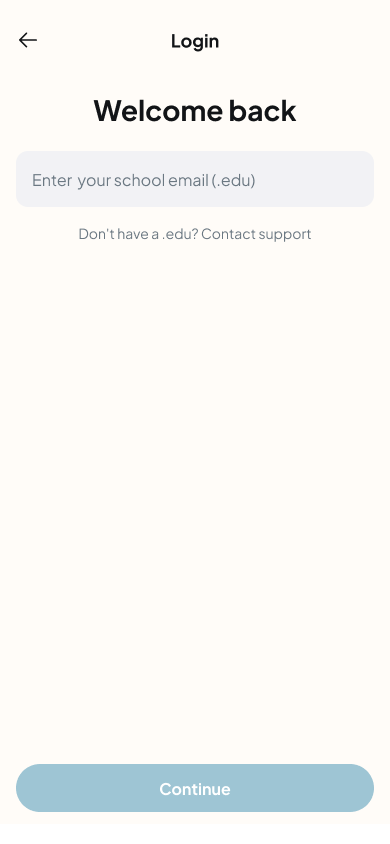 Login
Welcome back
Enter your school email (.edu)
Don't have a .edu? Contact support
Continue